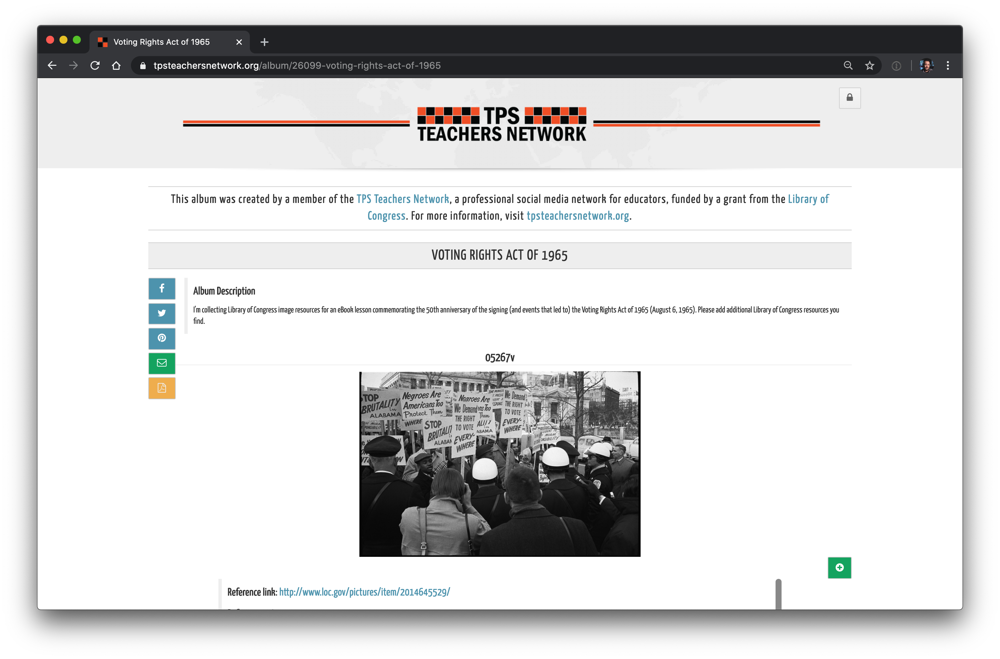 Voting Rights Act of 1965
tpsteachersnetwork.org/album/26099-voting-rights-act-of-1965
TPS
TEACHERS NETWORK
This album was created by a member of the TPS Teachers Network, a professional social media network for educators, funded by a grant from the Library of
Congress. For more information, visit tpsteachersnetwork.org.
VOTING RIGHTS ACT OF 1965
Album Description
I'm collecting Library of Congress image resources for an eBook lesson commemorating the 50th anniversary of the signing (and events that led to) the Voting Rights Act of 1965 (August 6, 1965). Please add additional Library of Congress resources you
find.
05267v
STOP
BRUTALITY
in
ALABAMA
Negroes Are
Americans Too
Protect Them
WHERE
STOP
BRUTALI
ALABAM
Negroes Are
Too
Them
We Demand
THE RIGHT
TO VOTE
EVERY-
WHERE
We Demand
THE RIGHT
TO VOTE
EVERY-
WHERE
Reference link: http://www.loc.gov/pictures/item/2014645529/